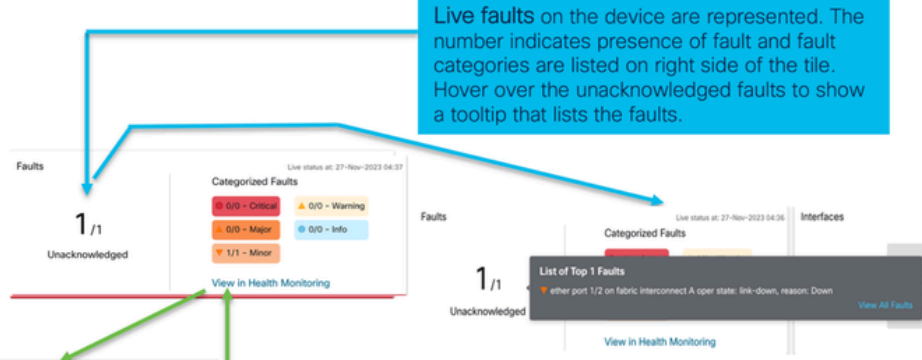 Live faults on the device are represented. The
number indicates presence of fault and fault
categories are listed on right side of the tile.
Hover over the unacknowledged faults to show
a tooltip that lists the faults.
Faults
Live status at: 27-Nov-2023 04:37
Categorized Faults
0/0 - Critical
0/0 - Warning
0/0 - Major
0/0 - Info
1/1 - Minor
1/1
Unacknowledged
View in Health Monitoring
Faults
Live status at: 27-Nov-2023 04:36
Categorized Faults
1/1
Unacknowledged
List of Top 1 Faults
ether port 1/2 on fabric interconnect A oper state: link-down, reason: Down
View All Faults
View in Health Monitoring
Interfaces